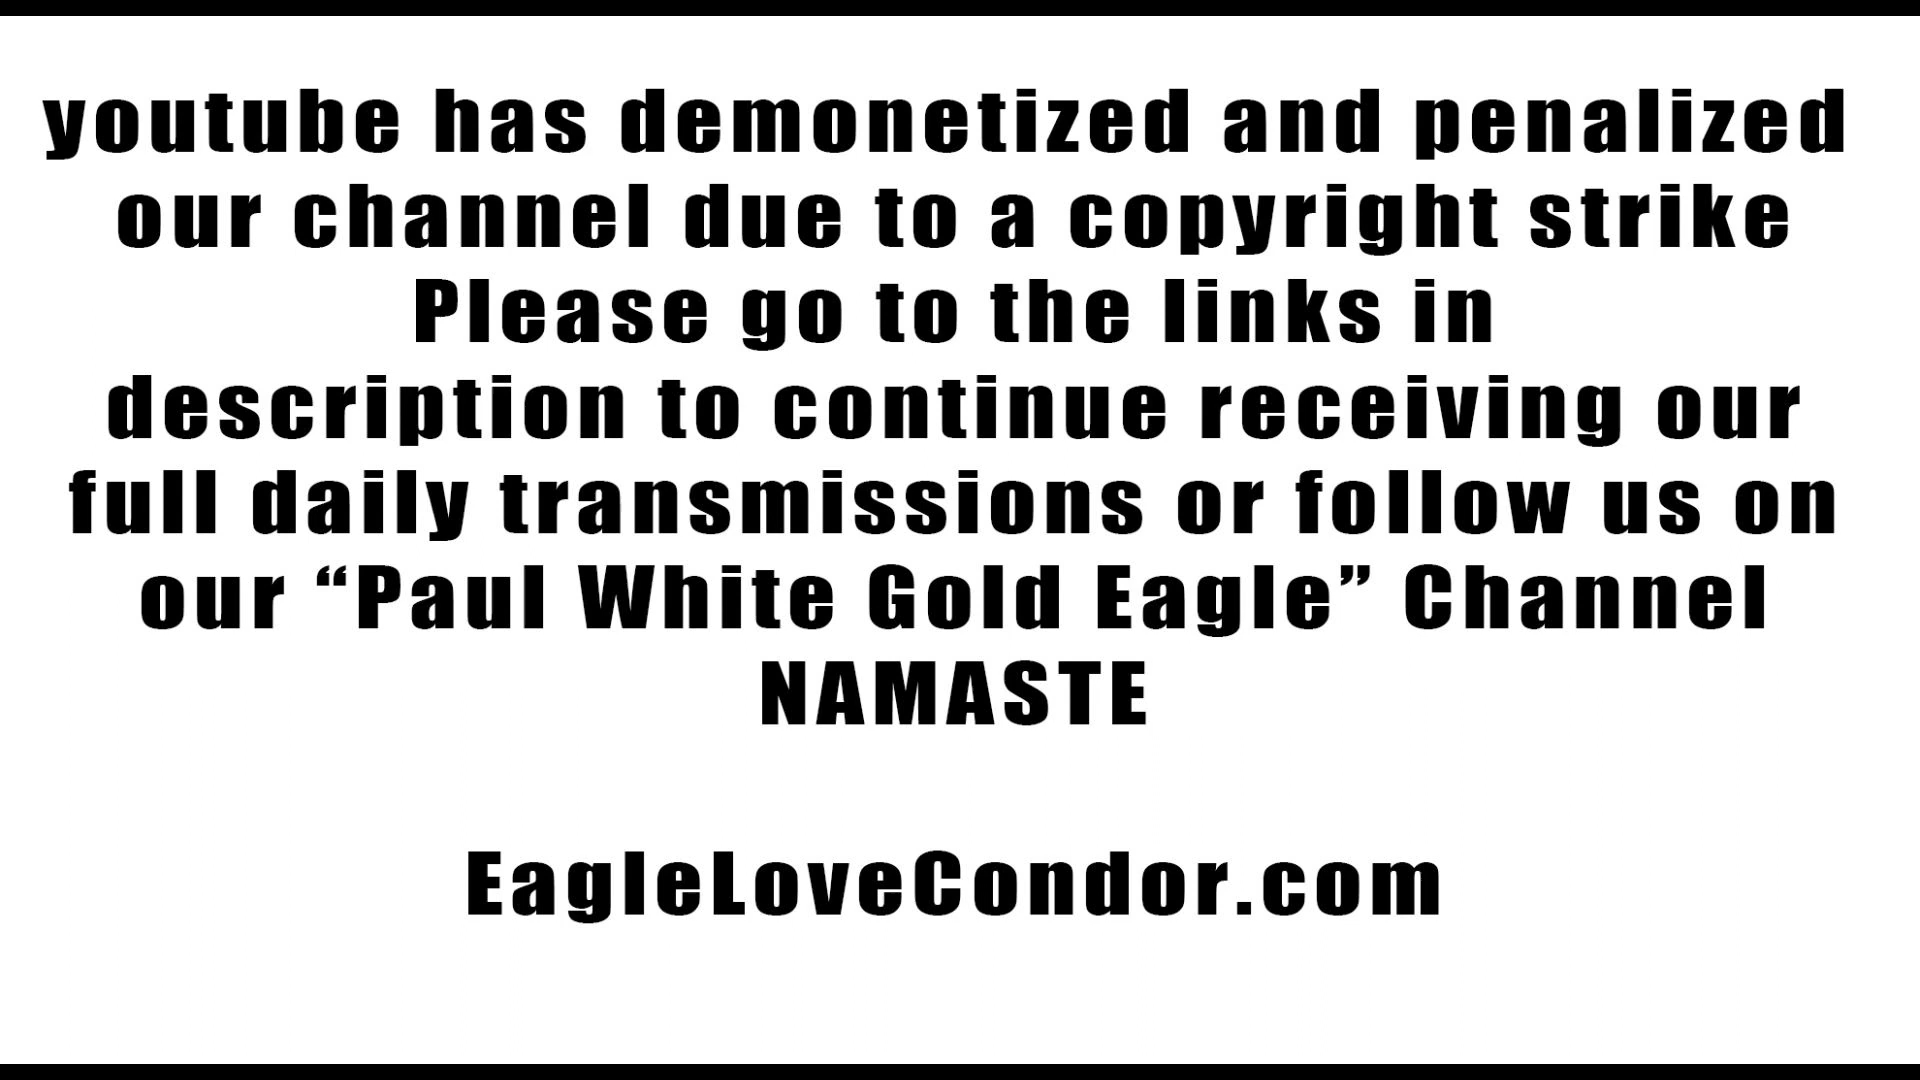 youtube has demonetized and penalized
our channel due to a copyright strike
Please go to the links in
description to continue receiving our
full daily transmissions or follow us on
our “Paul White Gold Eagle” Channel
NAMASTE
EagleLoveCondor.com